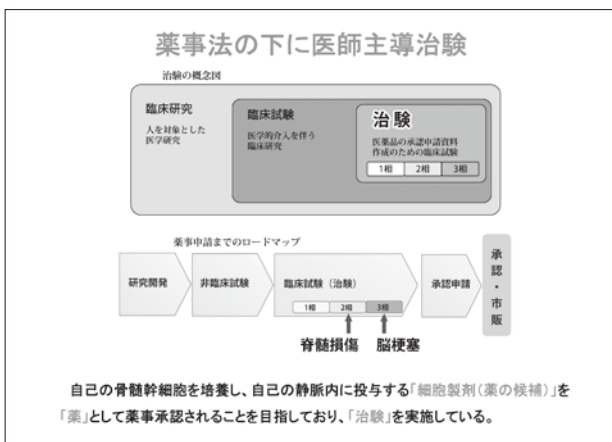 薬事法の下に医師主導治験
治験の概念図
臨床研究
人を対象とした
医学研究
臨床試験
医学的介入を伴う
臨床研究
治験
医薬品の承認申請資料
作成のための臨床試験
1相 2相 3相
薬事申請までのロードマップ
研究開発
非臨床試験
臨床試験（治験）
1相 2相 3相
承認申請
承認・市販
脊髄損傷 脳梗塞
自己の骨髄幹細胞を培養し、自己の静脈内に投与する「細胞製剤（薬の候補）」を
「薬」として薬事承認されることを目指しており、「治験」を実施している。